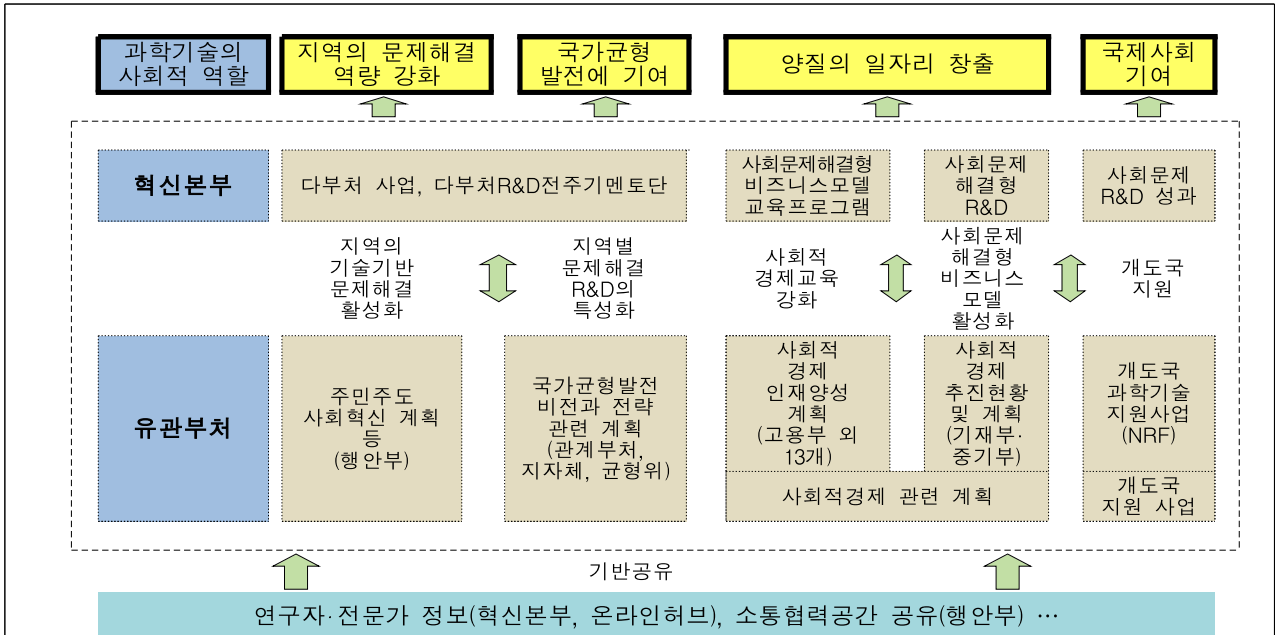 과학기술의
사회적 역할
지역의 문제해결
역량 강화
국가균형
발전에 기여
양질의 일자리 창출
국제사회
기여
혁신본부
다부처 사업, 다부처R&D전주기멘토단
사회문제해결형
비즈니스모델
교육프로그램
사회문제
해결형
R&D
사회문제
R&D 성과
지역의
기술기반
문제해결
활성화
지역별
문제해결
R&D의
특성화
사회적
경제교육
강화
사회문제
해결형
비즈니스
모델
활성화
개도국
지원
유관부처
주민주도
사회혁신 계획
등
(행안부)
국가균형발전
비전과 전략
관련 계획
(관계부처,
지자체, 균형위)
사회적
경제
인재양성
계획
(고용부 외
13개)
사회적
경제
추진현황
및 계획
(기재부·
중기부)
사회적경제 관련 계획
개도국
과학기술
지원사업
(NRF)
개도국
지원 사업
기반공유
연구자·전문가 정보(혁신본부, 온라인허브), 소통협력공간 공유(행안부) …